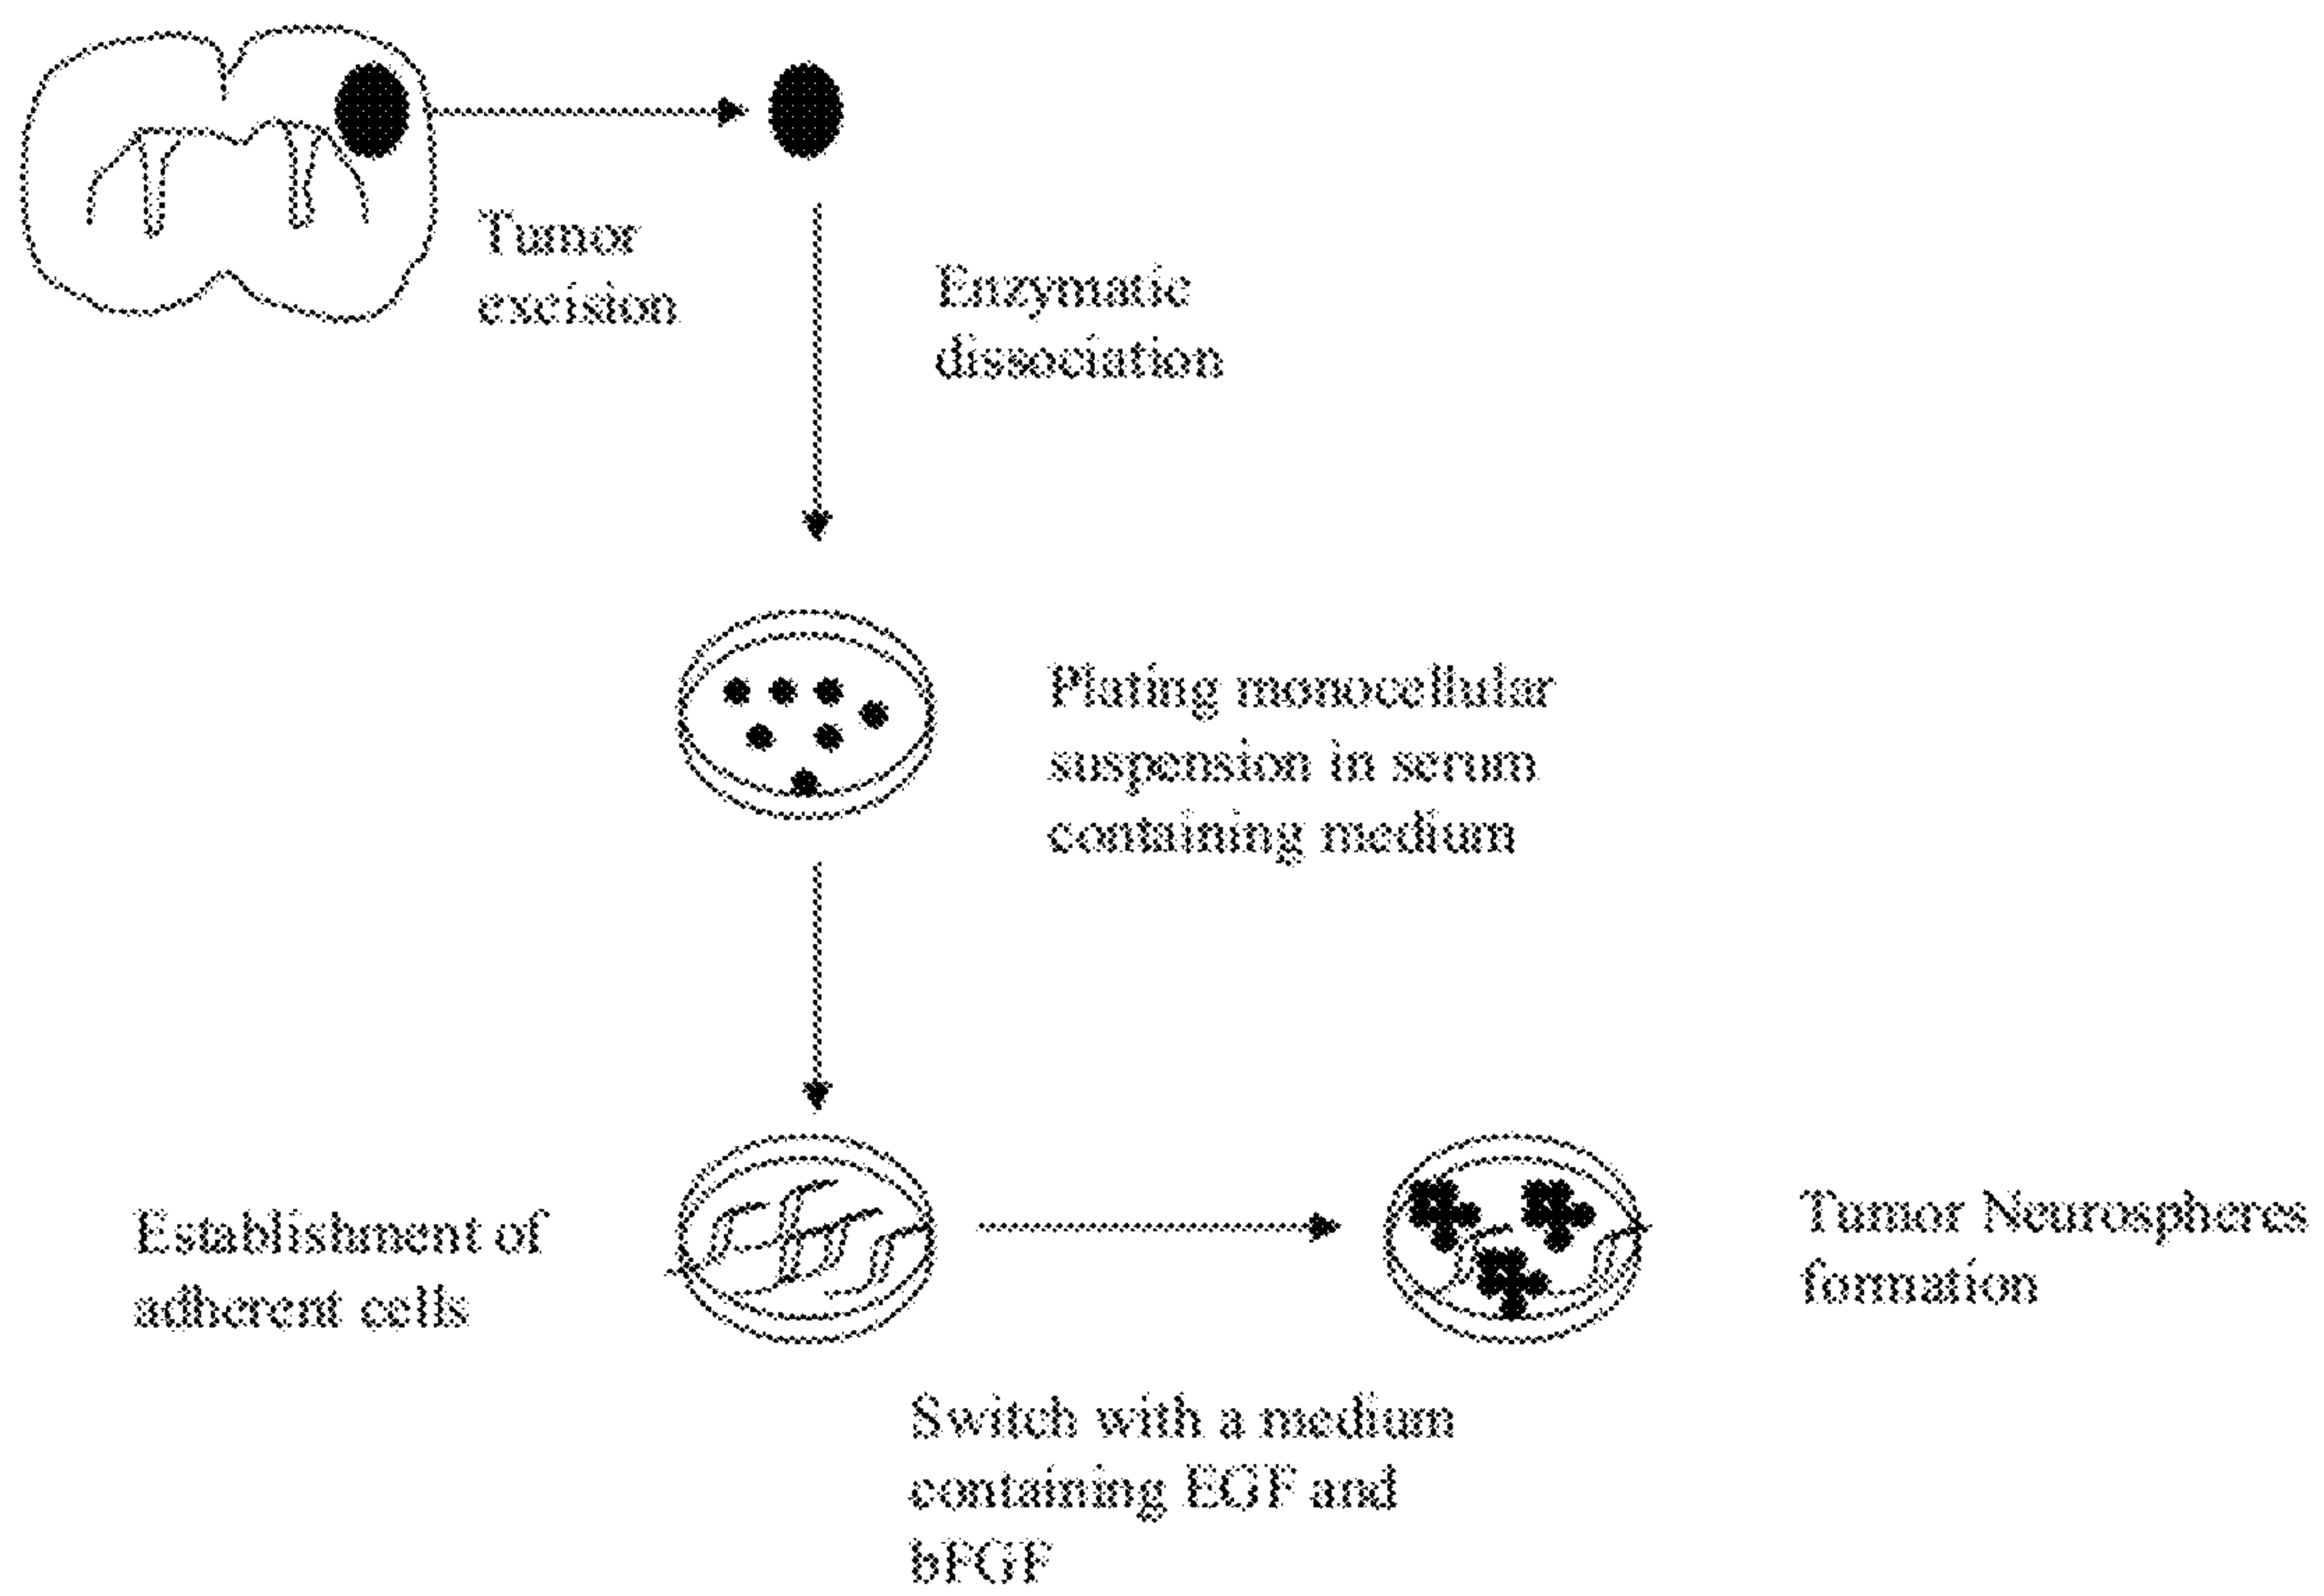 Tumor
excision
Enzymatic
dissociation
Plating monocellular
suspension in serum
containing medium
Establishment of
adherent cells
Tumor Neurospheres
formation
Switch with a medium
containing EGF and
bFGF